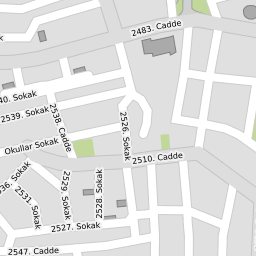 2483. Cadde
40. Sokak
2539. Sokak
2538. Cadde
2526. Sokak
Okullar Sokak
2510. Cadde
36. Sokak
2531. Sokak
2529. Sokak
2528. Sokak
2527. Sokak
2547. Cadde